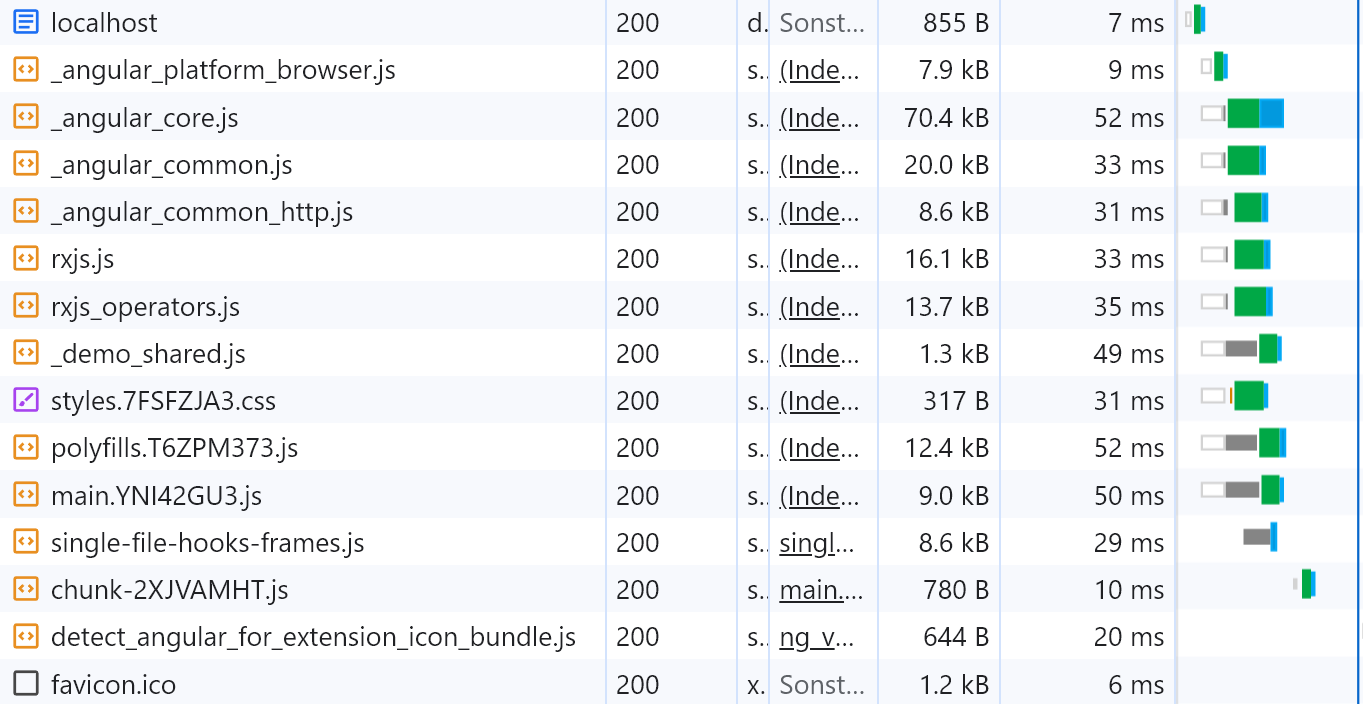 localhost 200 d. Sonst… 855 B 7 ms
_angular_platform_browser.js 200 s.. (Inde… 7.9 kB 9 ms
_angular_core.js 200 s.. (Inde… 70.4 kB 52 ms
_angular_common.js 200 s.. (Inde… 20.0 kB 33 ms
_angular_common_http.js 200 s.. (Inde… 8.6 kB 31 ms
rxjs.js 200 s.. (Inde… 16.1 kB 33 ms
rxjs_operators.js 200 s.. (Inde… 13.7 kB 35 ms
_demo_shared.js 200 s.. (Inde… 1.3 kB 49 ms
styles.7FSFZJA3.css 200 s.. (Inde… 317 B 31 ms
polyfills.T6ZPM373.js 200 s.. (Inde… 12.4 kB 52 ms
main.YNI42GU3.js 200 s.. (Inde… 9.0 kB 50 ms
single-file-hooks-frames.js 200 s.. singl… 8.6 kB 29 ms
chunk-2XJVAMHT.js 200 s.. main.… 780 B 10 ms
detect_angular_for_extension_icon_bundle.js 200 s.. ng_v… 644 B 20 ms
favicon.ico 200 x. Sonst… 1.2 kB 6 ms